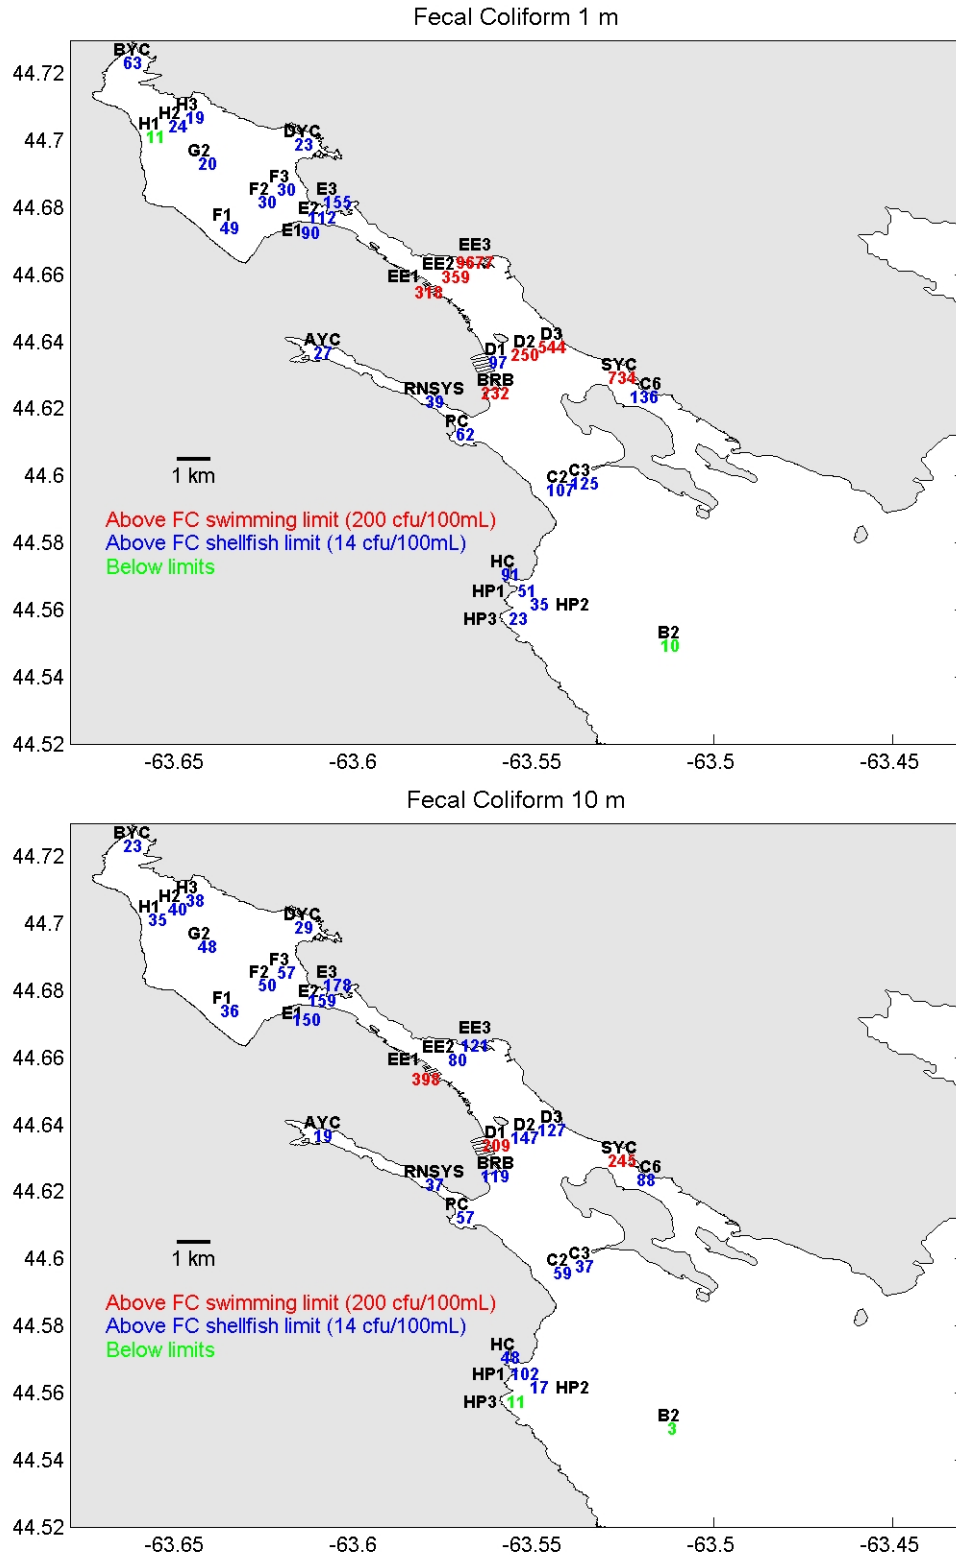 Fecal Coliform 1 m
44.72
44.7
44.68
44.66
44.64
44.62
44.6
44.58
44.56
44.54
44.52
BYC
63
H3
19
H2
24
H1
11
DYC
23
G2
20
F3
30
F2
30
E3
155
E2
112
F1
49
E1
90
EE3
9677
EE2
359
EE1
318
D3
544
D2
250
D1
97
AYC
27
SYC
734
C6
136
BRB
232
RNSYS
39
PC
62
1 km
C3
125
C2
107
Above FC swimming limit (200 cfu/100mL)
Above FC shellfish limit (14 cfu/100mL)
Below limits
HC
91
HP1
51
35 HP2
HP3 23
B2
10
-63.65
-63.6
-63.55
-63.5
-63.45
Fecal Coliform 10 m
44.72
44.7
44.68
44.66
44.64
44.62
44.6
44.58
44.56
44.54
44.52
BYC
23
H3
38
H2
40
H1
35
DYC
29
G2
48
F3
57
F2
50
E3
178
E2
159
F1
36
E1
150
EE3
121
EE2
80
EE1
398
D3
127
D2
147
D1
209
AYC
19
SYC
245
C6
88
BRB
119
RNSYS
37
PC
57
1 km
C3
37
C2
59
Above FC swimming limit (200 cfu/100mL)
Above FC shellfish limit (14 cfu/100mL)
Below limits
HC
48
HP1 102
17 HP2
HP3 11
B2
3
-63.65
-63.6
-63.55
-63.5
-63.45